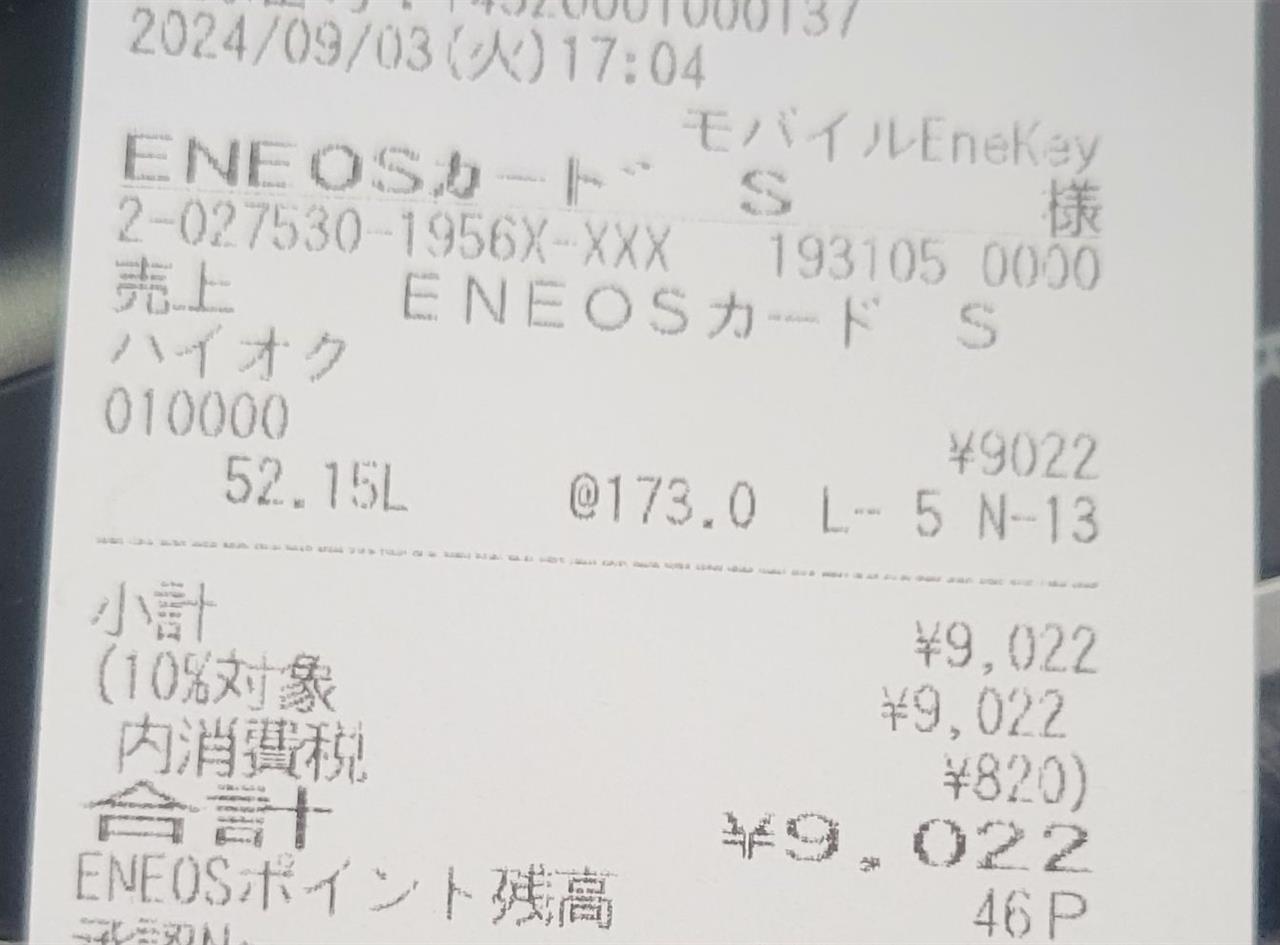 2024/09/03(火)17:04
モバイルEneKey
ENEOSカード S 様
2-027530-1956X-XXX 193105 0000
売上 ENEOSカード S
ハイオク
010000 ¥9022
52.15L @173.0 L- 5 N-13
小計 ¥9,022
(10%対象 ¥9,022
内消費税 ¥820)
合計 ¥9,022
ENEOSポイント残高 46P